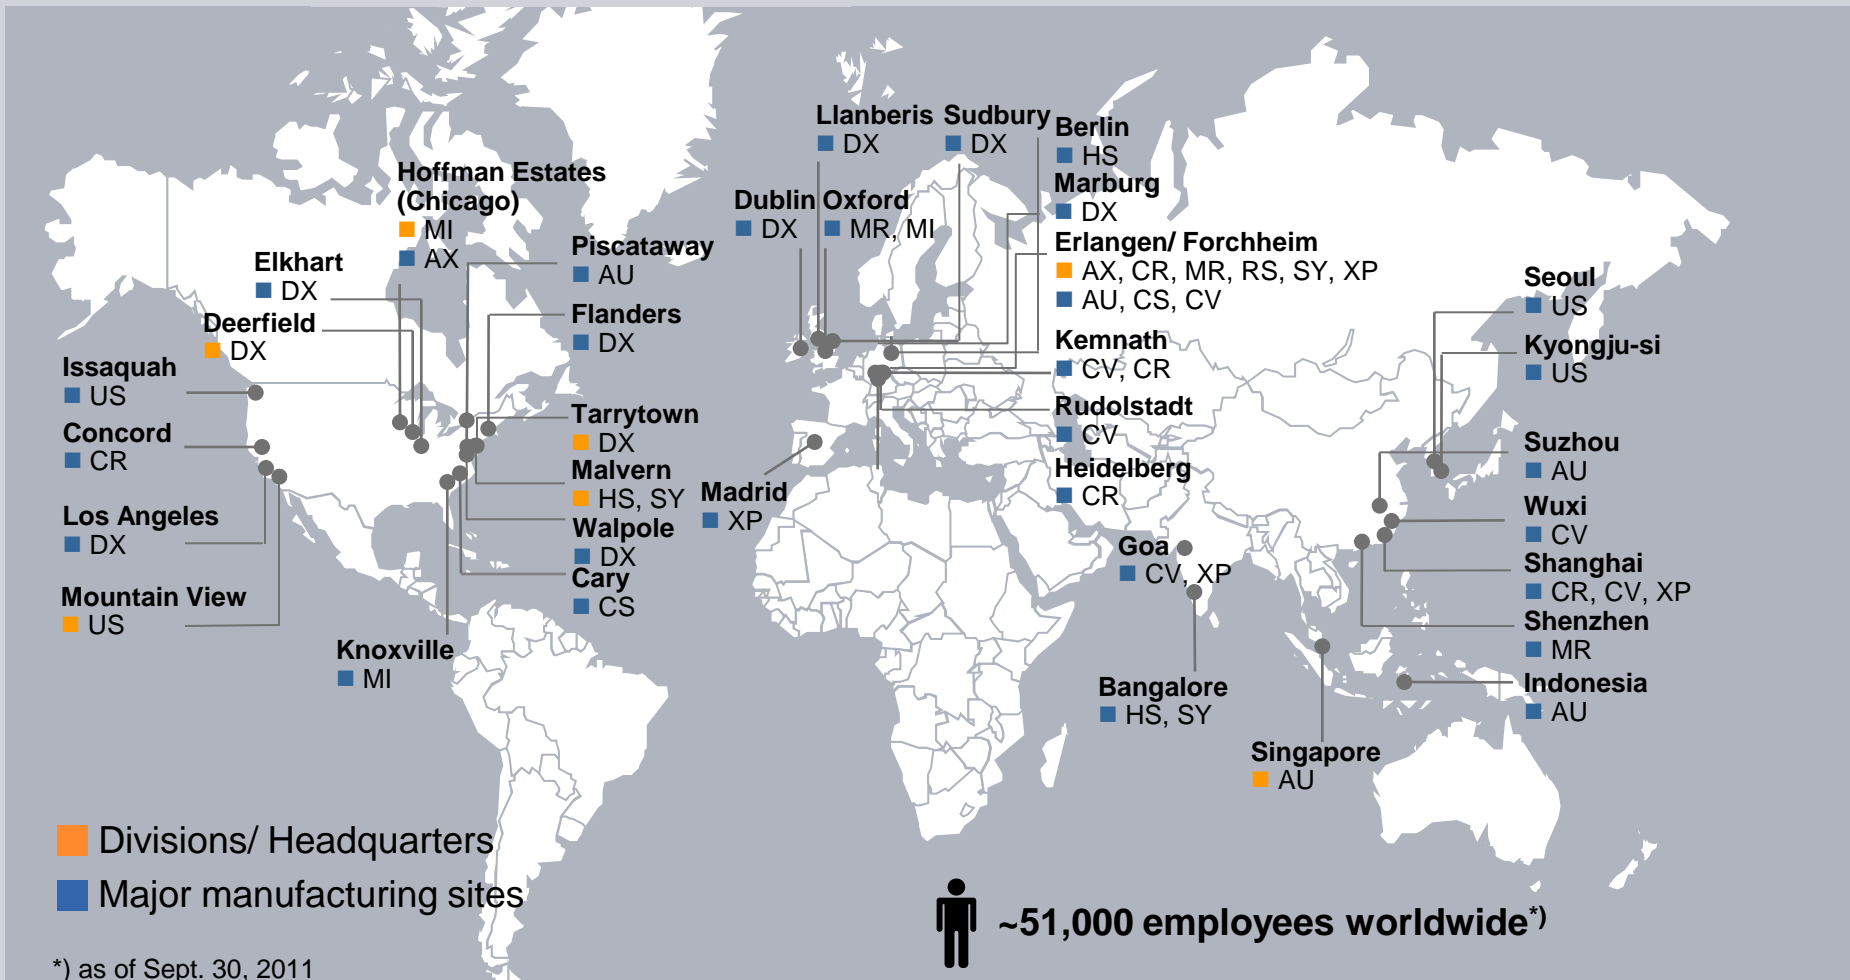 Llanberis
DX
Sudbury
DX
Berlin
HS
Marburg
DX
Hoffman Estates
(Chicago)
MI
AX
Dublin
DX
Oxford
MR, MI
Erlangen/ Forchheim
AX, CR, MR, RS, SY, XP
AU, CS, CV
Piscataway
AU
Elkhart
DX
Seoul
US
Flanders
DX
Deerfield
DX
Kemnath
CV, CR
Kyongju-si
US
Issaquah
US
Tarrytown
DX
Rudolstadt
CV
Concord
CR
Suzhou
AU
Malvern
HS, SY
Heidelberg
CR
Madrid
XP
Wuxi
CV
Los Angeles
DX
Walpole
DX
Goa
CV, XP
Shanghai
CR, CV, XP
Cary
CS
Mountain View
US
Shenzhen
MR
Knoxville
MI
Bangalore
HS, SY
Indonesia
AU
Singapore
AU
Divisions/ Headquarters
Major manufacturing sites
~51,000 employees worldwide*)
*) as of Sept. 30, 2011